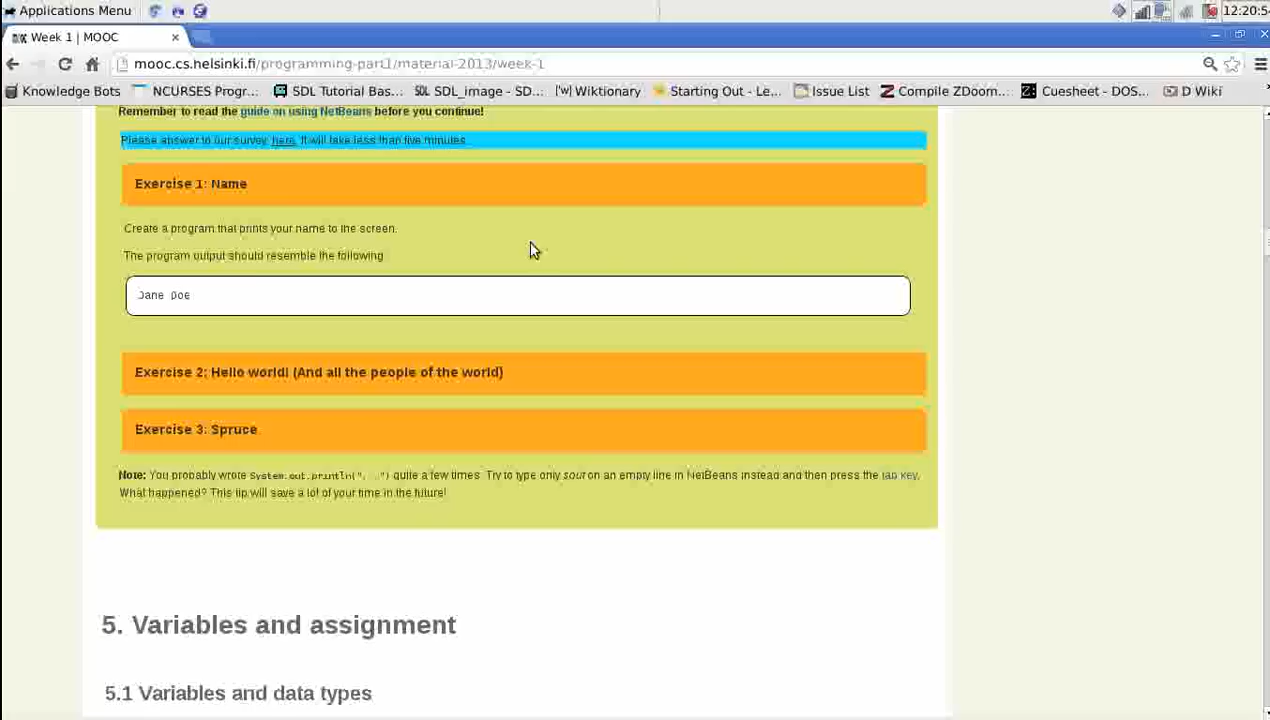 Applications Menu
12:20:54
Week 1 | MOOC
mooc.cs.helsinki.fi/programming-part1/material-2013/week-1
Knowledge Bots NCURSES Progr... SDL Tutorial Bas... SDL_image - SD... Wiktionary Starting Out - Le... Issue List Compile ZDoom... Cuesheet - DOS... D Wiki
Remember to read the guide on using NetBeans before you continue!
Please answer to our survey here. It will take less than five minutes.
Exercise 1: Name
Create a program that prints your name to the screen.
The program output should resemble the following
Jane Doe
Exercise 2: Hello world! (And all the people of the world)
Exercise 3: Spruce
Note: You probably wrote System.out.println("...") quite a few times. Try to type only sout on an empty line in NetBeans instead and then press the tab key.
What happened? This tip will save a lot of your time in the future!
5. Variables and assignment
5.1 Variables and data types